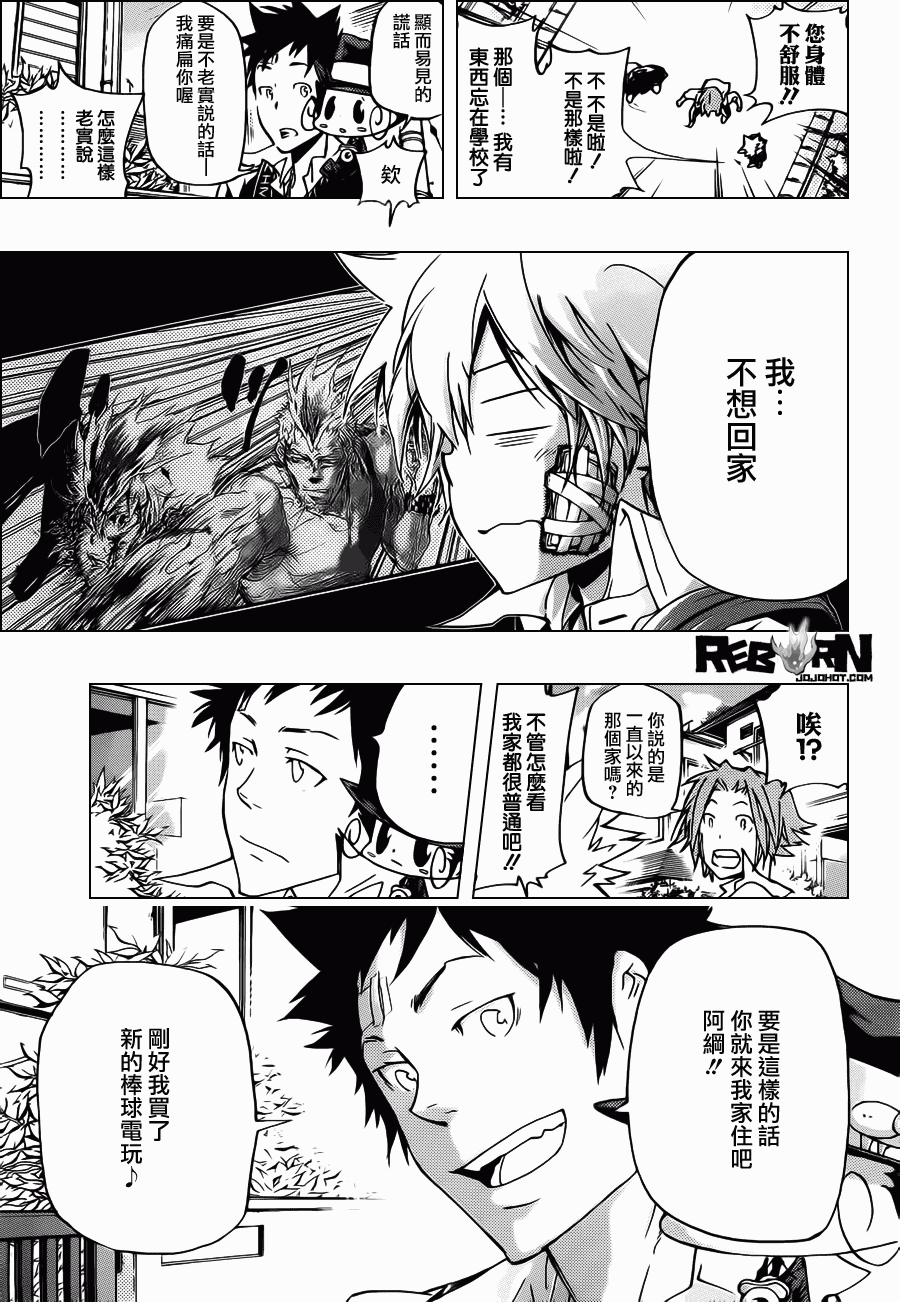 您身體
不舒服!!
不不是啦!
不是那樣啦!
那個─…我有
東西忘在學校了
顯而易見的
謊話
欸
要是不老實說的話─
我痛扁你喔
怎麼這樣
老實說
…………
…………
我…
不想回家
ツ
REBORN
JOJOHOT.COM
唉!?
你說的是
一直以來的
那個家嗎?
不管怎麼看
我家都很普通吧!!
……
要是這樣的話
你就來我家住吧
阿綱!!
剛好我買了
新的棒球電玩♪